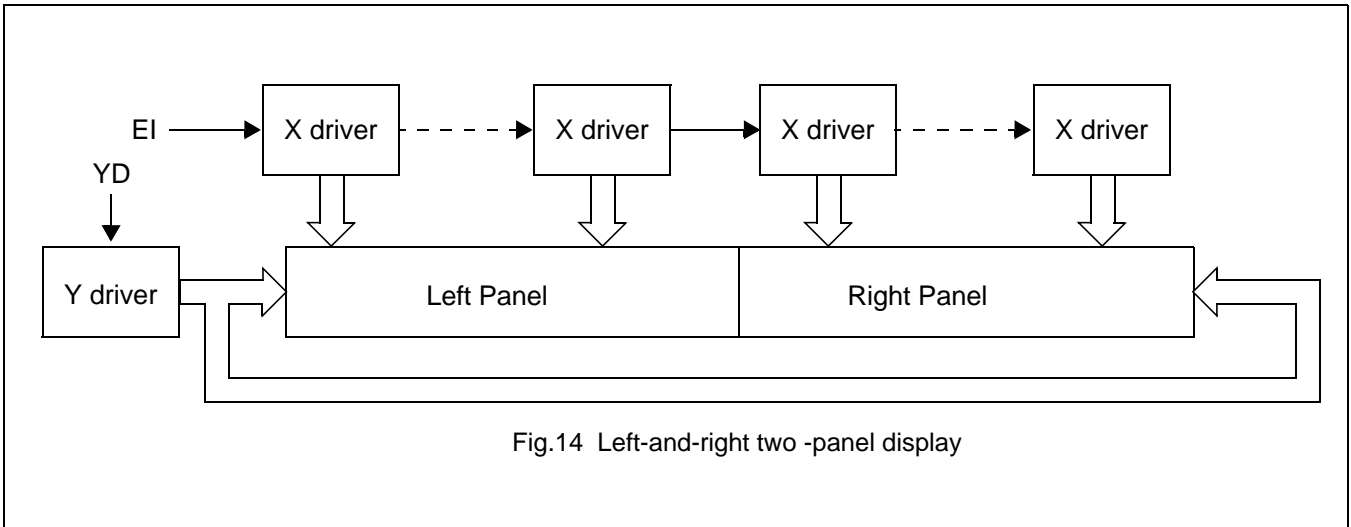 EI
X driver
X driver
X driver
X driver
YD
Y driver
Left Panel
Right Panel
Fig.14 Left-and-right two -panel display